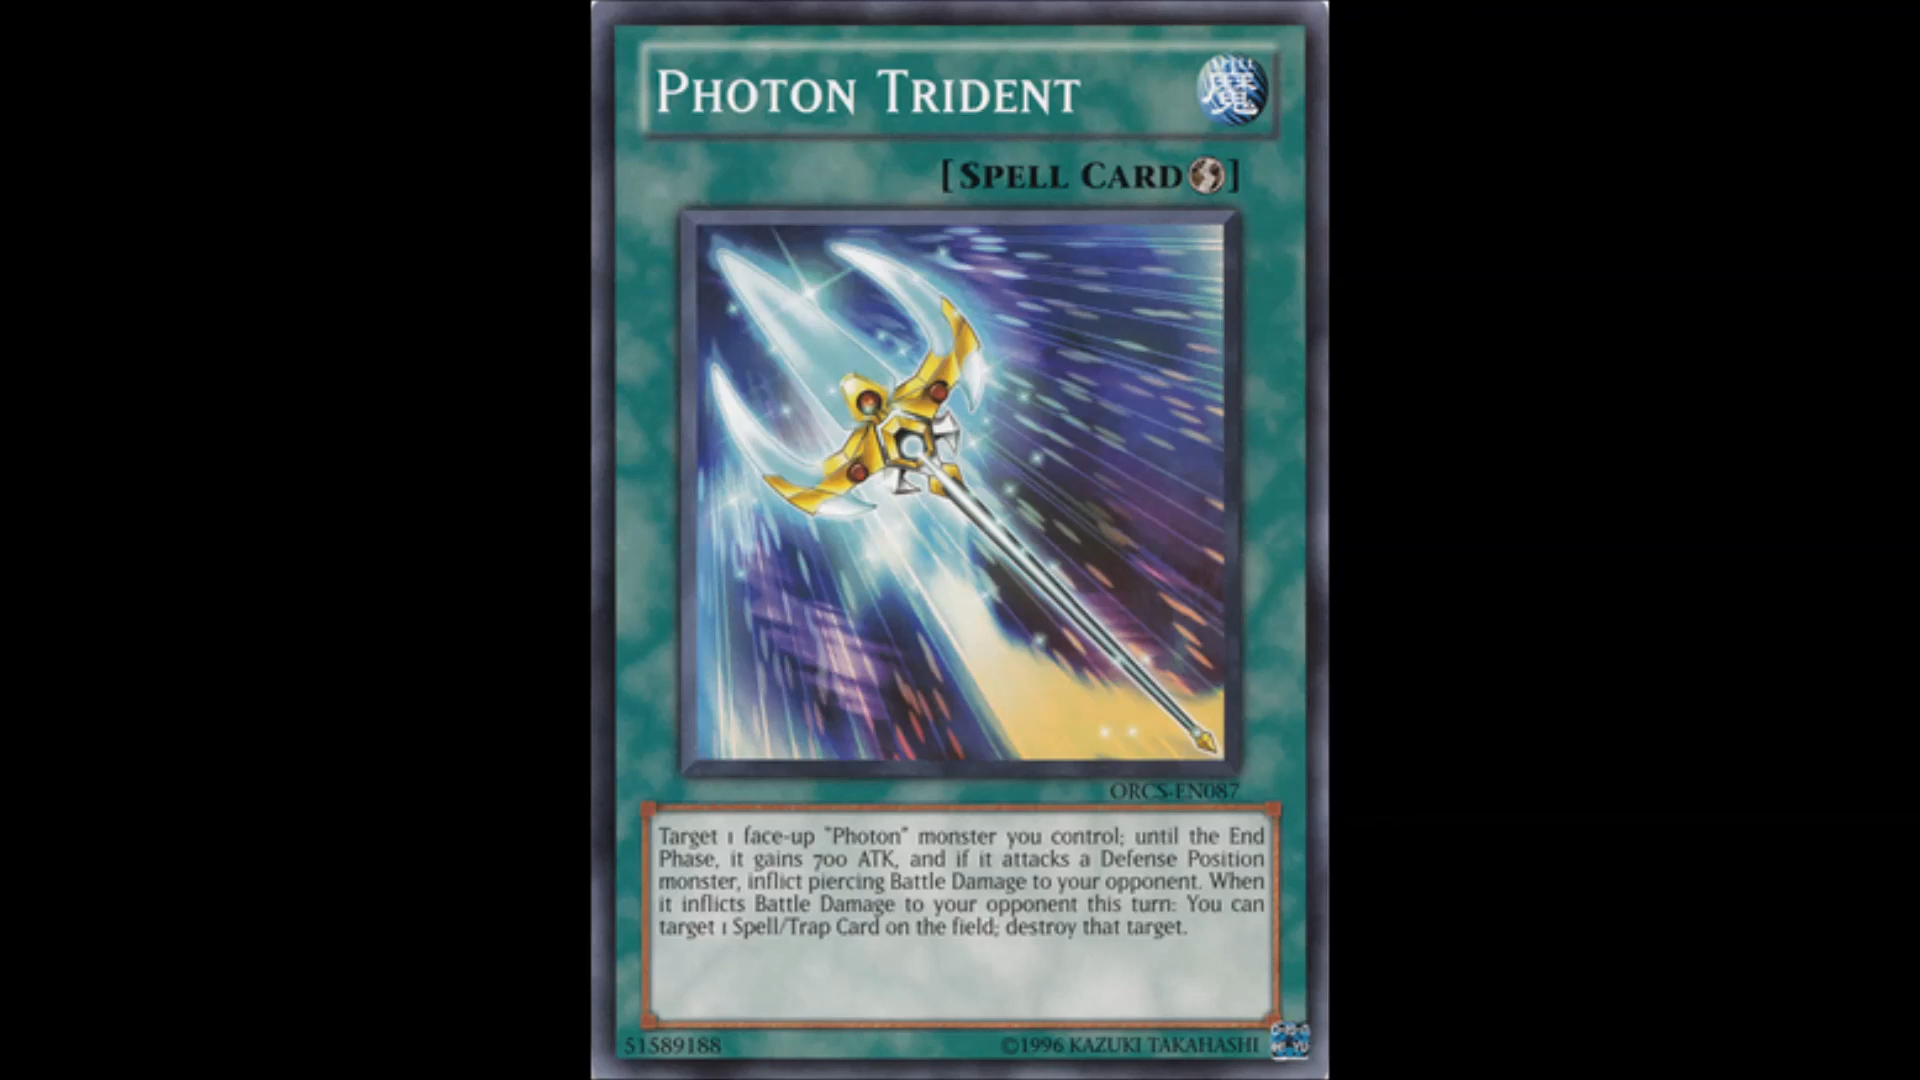 PHOTON TRIDENT
魔
[SPELL CARD]
ORCS-EN087
Target 1 face-up "Photon" monster you control; until the End
Phase, it gains 700 ATK, and if it attacks a Defense Position
monster, inflict piercing Battle Damage to your opponent. When
it inflicts Battle Damage to your opponent this turn: You can
target 1 Spell/Trap Card on the field; destroy that target.
51589188
©1996 KAZUKI TAKAHASHI